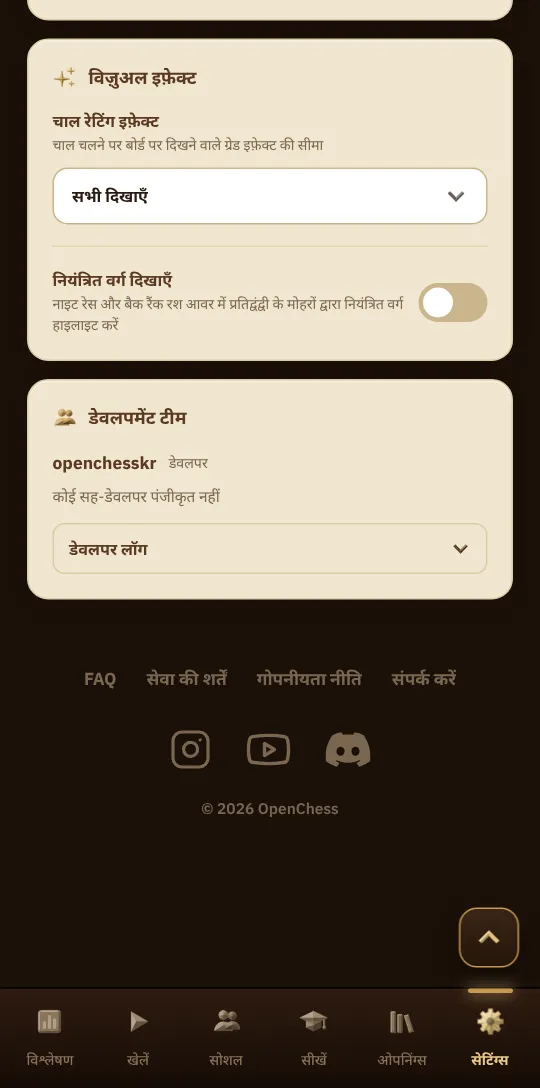 विज़ुअल इफ़ेक्ट
चाल रेटिंग इफ़ेक्ट
चाल चलने पर बोर्ड पर दिखने वाले ग्रेड इफ़ेक्ट की सीमा
सभी दिखाएँ
नियंत्रित वर्ग दिखाएँ
नाइट रेस और बैक रैंक रश आवर में प्रतिद्वंद्वी के मोहरों द्वारा नियंत्रित वर्ग
हाइलाइट करें
डेवलपमेंट टीम
openchesskr डेवलपर
कोई सह-डेवलपर पंजीकृत नहीं
डेवलपर लॉग
FAQ सेवा की शर्तें गोपनीयता नीति संपर्क करें
© 2026 OpenChess
विश्लेषण खेलें सोशल सीखें ओपनिंग्स सेटिंग्स